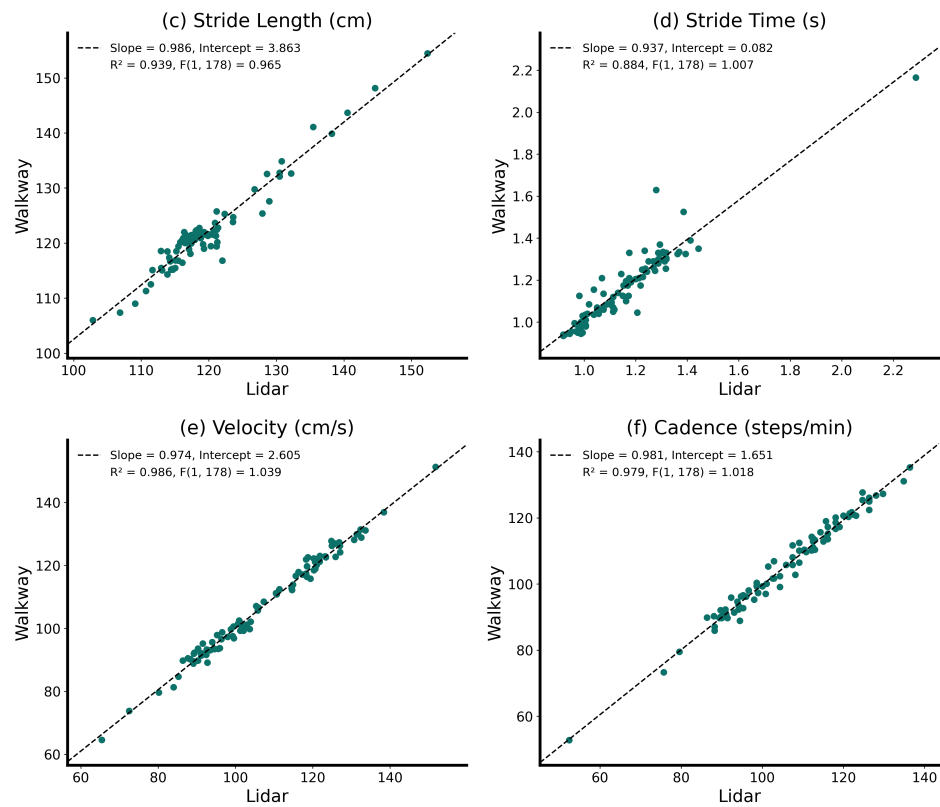 (c) Stride Length (cm)
Slope = 0.986, Intercept = 3.863
R² = 0.939, F(1, 178) = 0.965
Walkway
150
140
130
120
110
100
100 110 120 130 140 150
Lidar
(d) Stride Time (s)
Slope = 0.937, Intercept = 0.082
R² = 0.884, F(1, 178) = 1.007
Walkway
2.2
2.0
1.8
1.6
1.4
1.2
1.0
1.0 1.2 1.4 1.6 1.8 2.0 2.2
Lidar
(e) Velocity (cm/s)
Slope = 0.974, Intercept = 2.605
R² = 0.986, F(1, 178) = 1.039
Walkway
140
120
100
80
60
60 80 100 120 140
Lidar
(f) Cadence (steps/min)
Slope = 0.981, Intercept = 1.651
R² = 0.979, F(1, 178) = 1.018
Walkway
140
120
100
80
60
60 80 100 120 140
Lidar